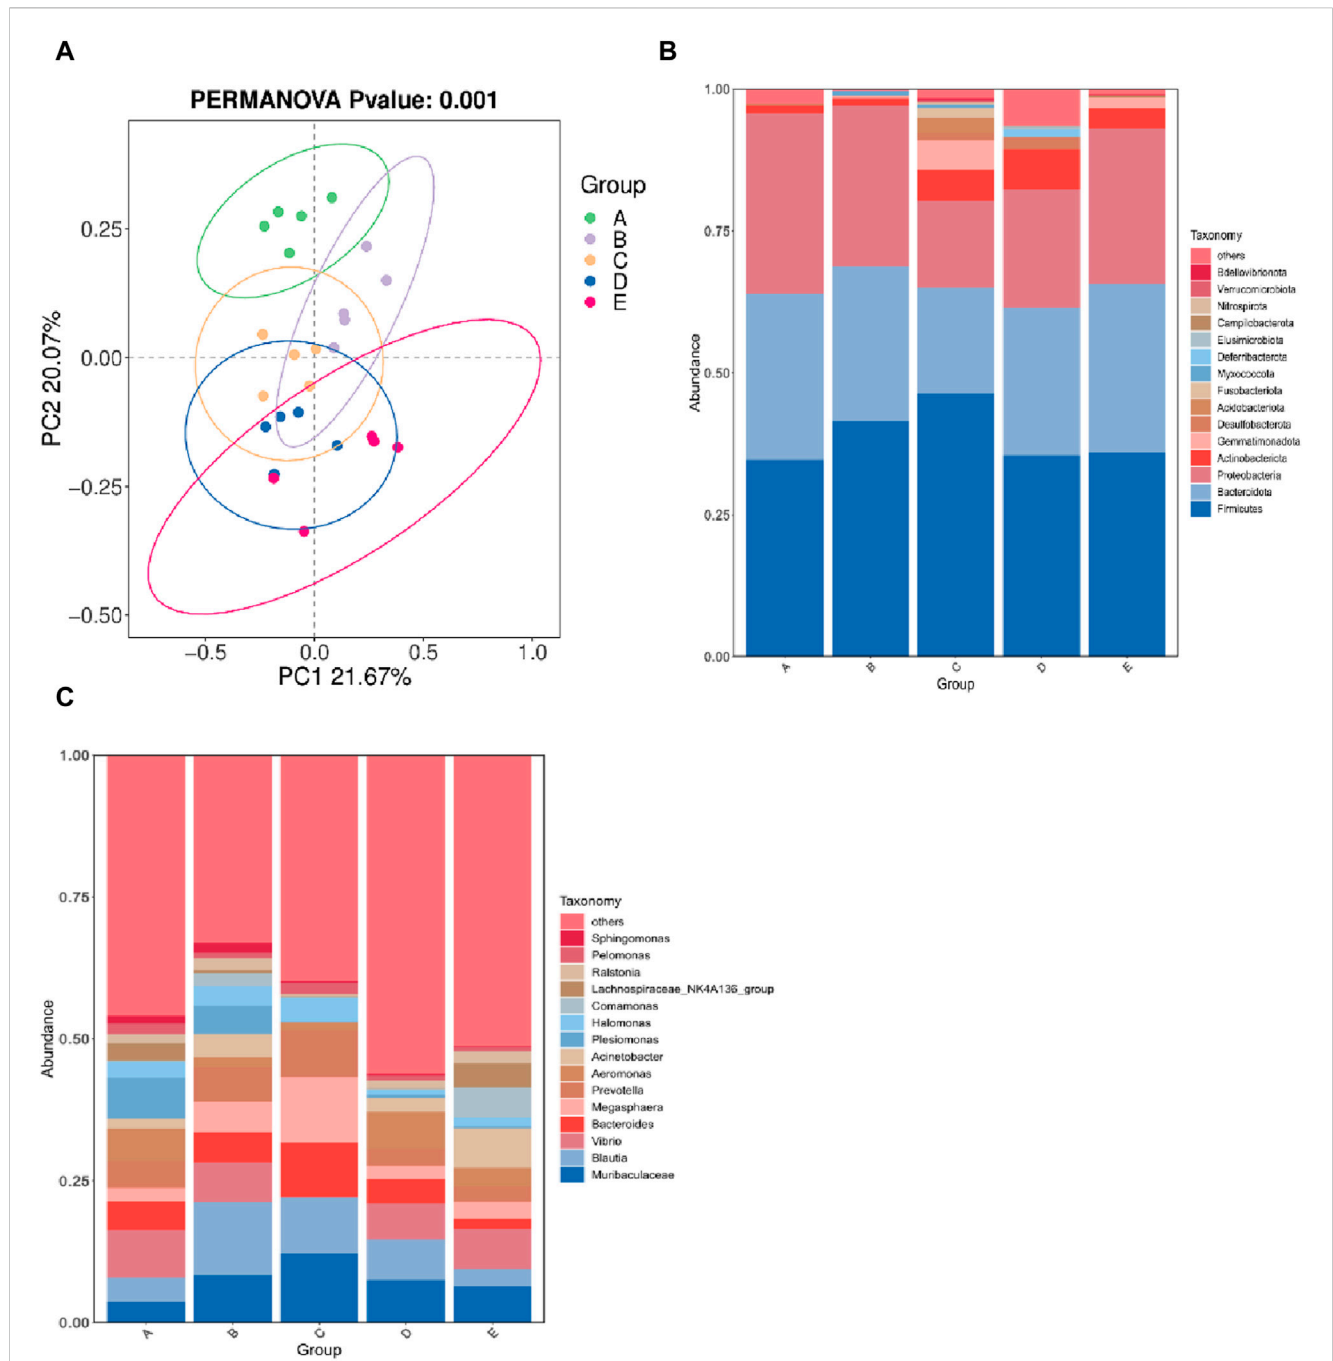 A
PERMANOVA Pvalue: 0.001
0.25
0.00
−0.25
−0.50
PC2 20.07%
−0.5
0.0
0.5
1.0
PC1 21.67%
Group
A
B
C
D
E
B
1.00
0.75
0.50
0.25
0.00
Abundance
A
B
C
D
E
Group
Taxonomy
others
Bdellovibrionota
Verrucomicrobiota
Nitrospirota
Campilobacterota
Elusimicrobiota
Deferribacterota
Myxococcota
Fusobacteriota
Acidobacteriota
Desulfobacterota
Gemmatimonadota
Actinobacteriota
Proteobacteria
Bacteroidota
Firmicutes
C
1.00
0.75
0.50
0.25
0.00
Abundance
A
B
C
D
E
Group
Taxonomy
others
Sphingomonas
Pelomonas
Ralstonia
Lachnospiraceae_NK4A136_group
Comamonas
Halomonas
Plesiomonas
Acinetobacter
Aeromonas
Prevotella
Megasphaera
Bacteroides
Vibrio
Blautia
Muribaculaceae